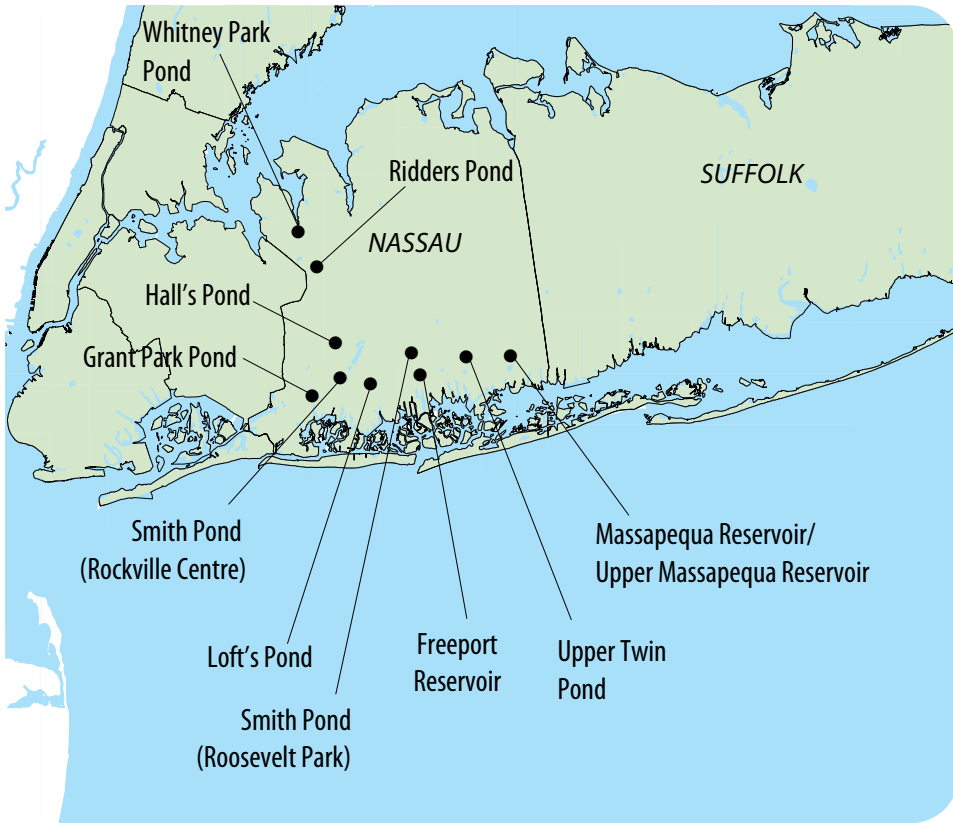 Whitney Park
Pond
Ridders Pond
SUFFOLK
NASSAU
Hall's Pond
Grant Park Pond
Smith Pond
(Rockville Centre)
Massapequa Reservoir/
Upper Massapequa Reservoir
Loft's Pond
Freeport
Reservoir
Upper Twin
Pond
Smith Pond
(Roosevelt Park)